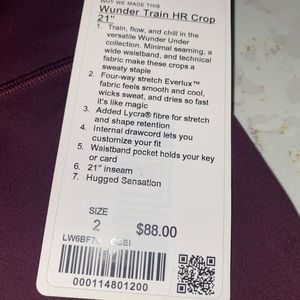 WHY WE MADE THIS
Wunder Train HR Crop
21"
1. Train, flow, and chill in the
versatile Wunder Under
collection. Minimal seaming, a
wide waistband, and technical
fabric make these crops a
sweaty staple
2. Four-way stretch Everlux™
fabric feels smooth and cool,
wicks sweat, and dries so fast
it's like magic
3. Added Lycra® fibre for stretch
and shape retention
4. Internal drawcord lets you
customize your fit
5. Waistband pocket holds your key
or card
6. 21" inseam
7. Hugged Sensation
SIZE
2
$88.00
000114801200